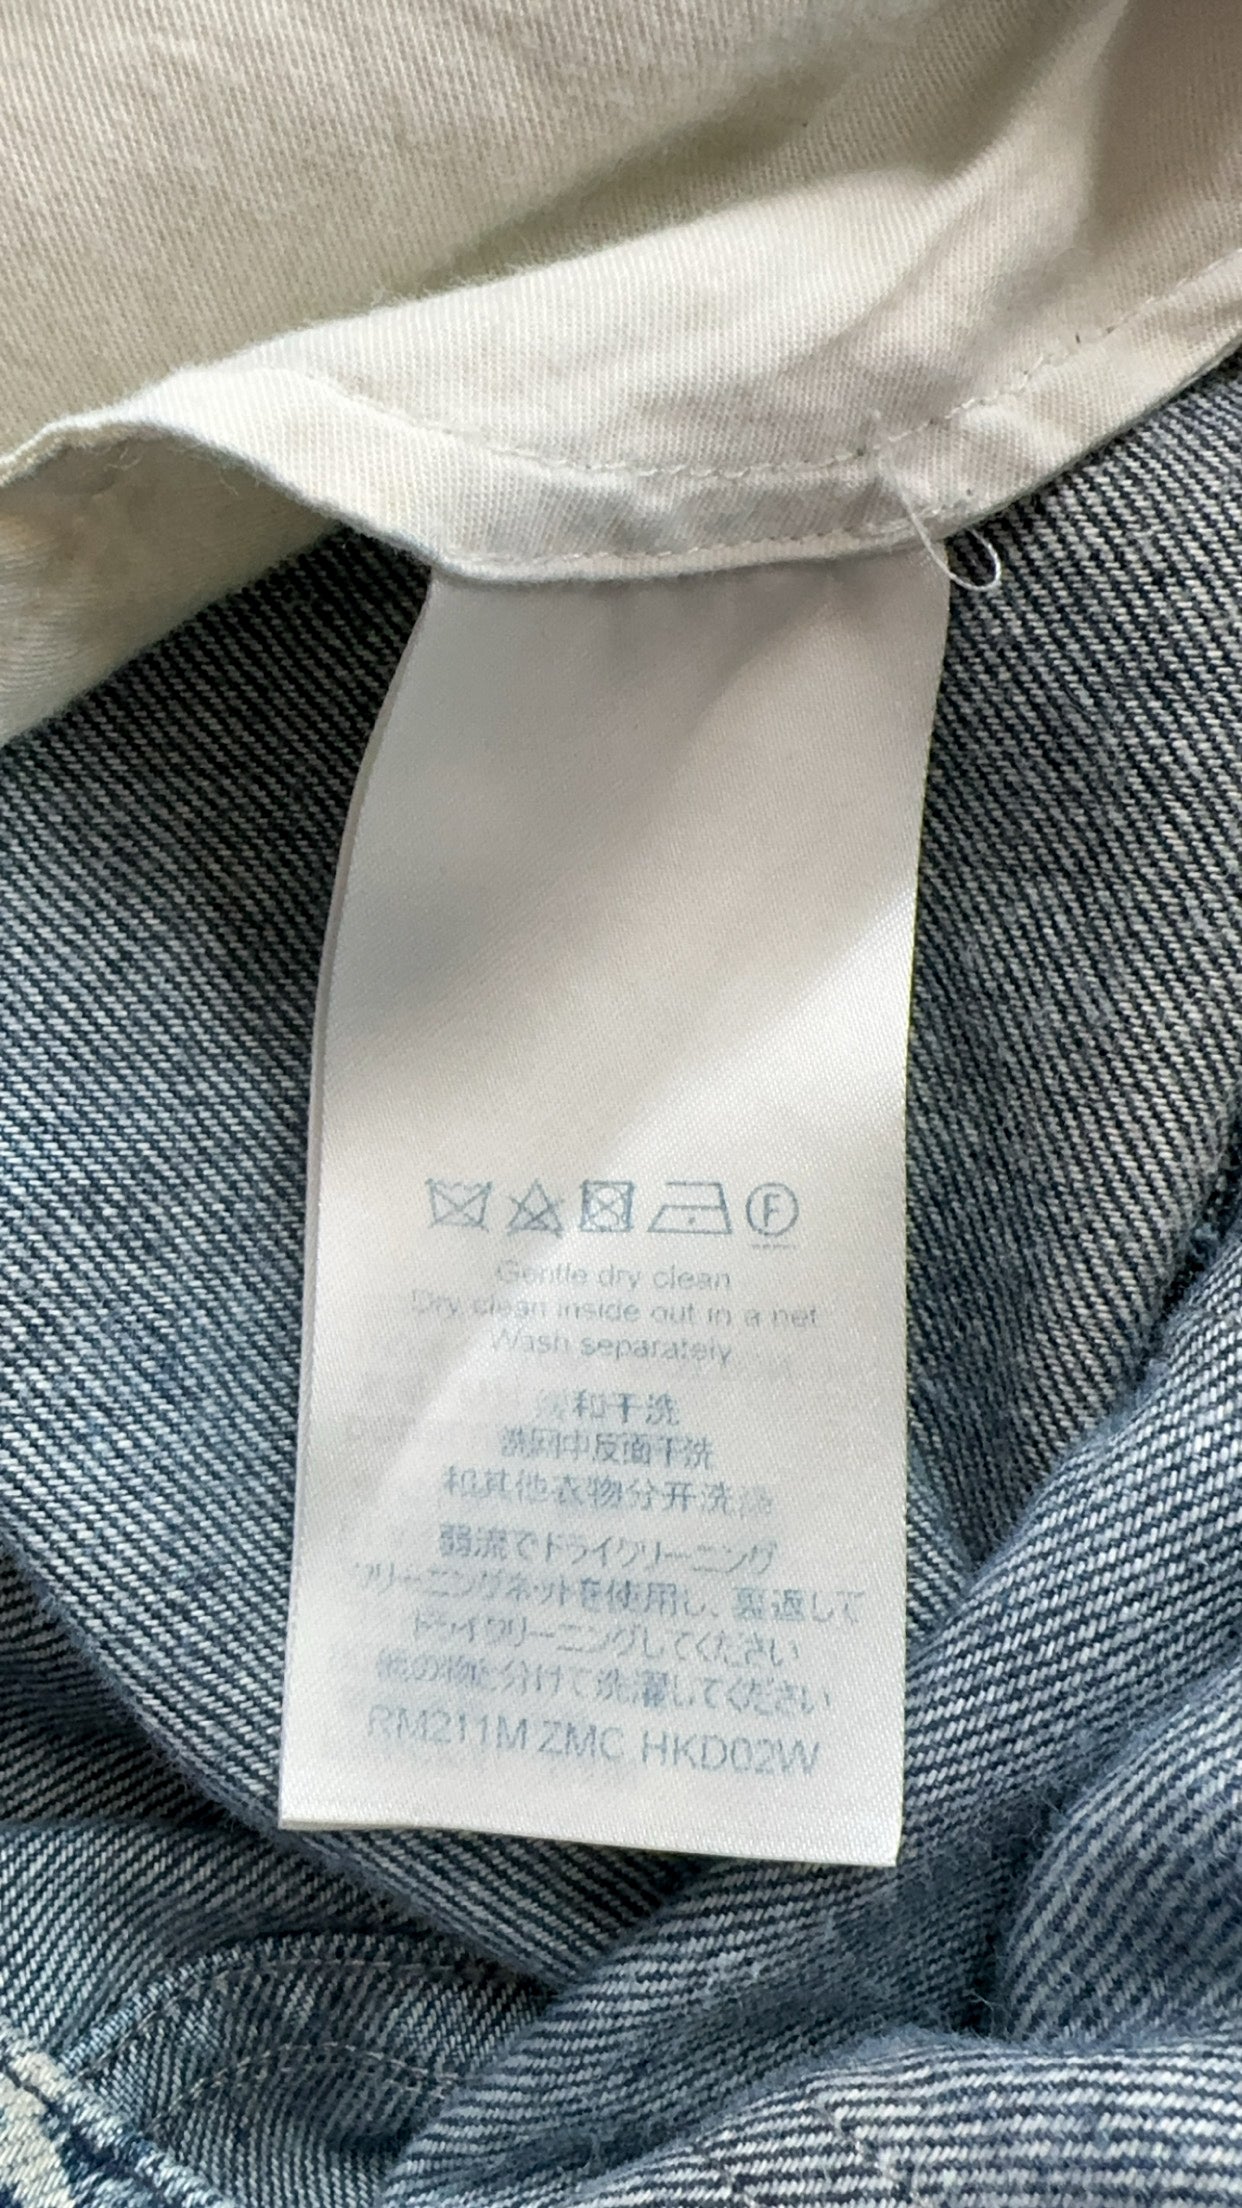 F
Gentle dry clean
Dry clean inside out in a net
Wash separately
缓和干洗
洗网中反面干洗
和其他衣物分开洗涤
弱流でドライクリーニング
クリーニングネットを使用し、裏返して
ドライクリーニングしてください
他の物と分けて洗濯してください
RM211M ZMC HKD02W